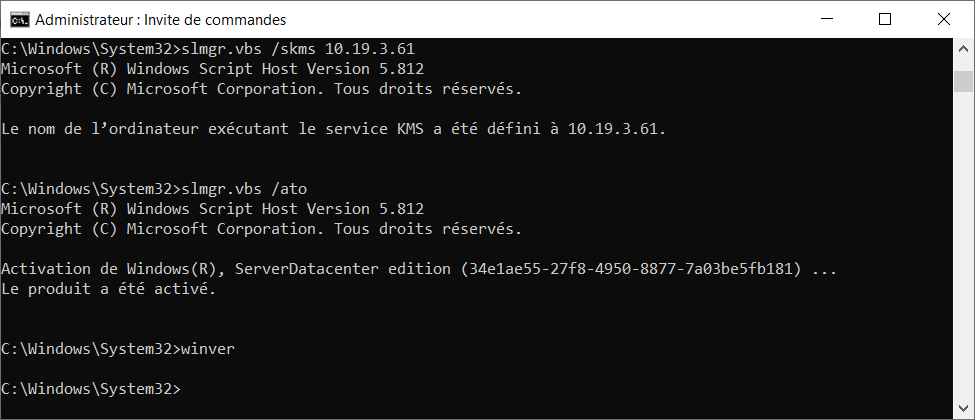 Administrateur : Invite de commandes
C:\Windows\System32>slmgr.vbs /skms 10.19.3.61
Microsoft (R) Windows Script Host Version 5.812
Copyright (C) Microsoft Corporation. Tous droits réservés.
Le nom de l’ordinateur exécutant le service KMS a été défini à 10.19.3.61.
C:\Windows\System32>slmgr.vbs /ato
Microsoft (R) Windows Script Host Version 5.812
Copyright (C) Microsoft Corporation. Tous droits réservés.
Activation de Windows(R), ServerDatacenter edition (34e1ae55-27f8-4950-8877-7a03be5fb181) ...
Le produit a été activé.
C:\Windows\System32>winver
C:\Windows\System32>